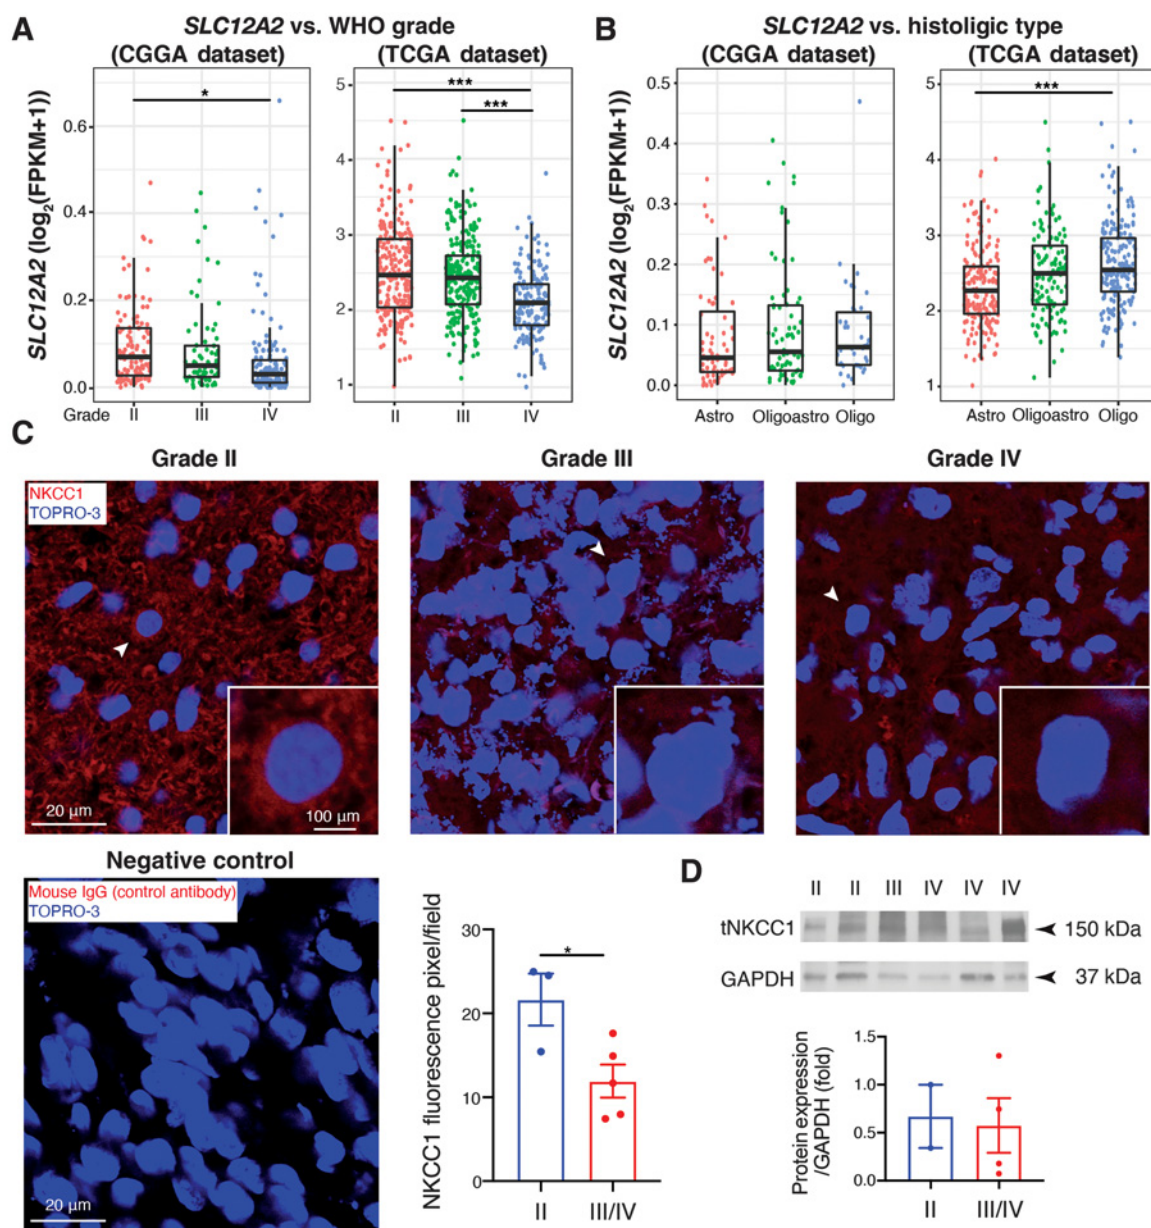 A
SLC12A2 vs. WHO grade
(CGGA dataset) (TCGA dataset)
SLC12A2 (log2(FPKM+1))
0.6
0.4
0.2
0.0
*
Grade II III IV
5
4
3
2
1
***
***
II III IV
B
SLC12A2 vs. histoligic type
(CGGA dataset) (TCGA dataset)
SLC12A2 (log2(FPKM+1))
0.5
0.4
0.3
0.2
0.1
0.0
Astro Oligoastro Oligo
5
4
3
2
1
***
Astro Oligoastro Oligo
C
Grade II Grade III Grade IV
NKCC1
TOPRO-3
20 µm
100 µm
Negative control
Mouse IgG (control antibody)
TOPRO-3
20 µm
NKCC1 fluorescence pixel/field
30
20
10
0
*
II III/IV
D
II II III IV IV IV
tNKCC1 150 kDa
GAPDH 37 kDa
Protein expression
/GAPDH (fold)
1.5
1.0
0.5
0.0
II III/IV